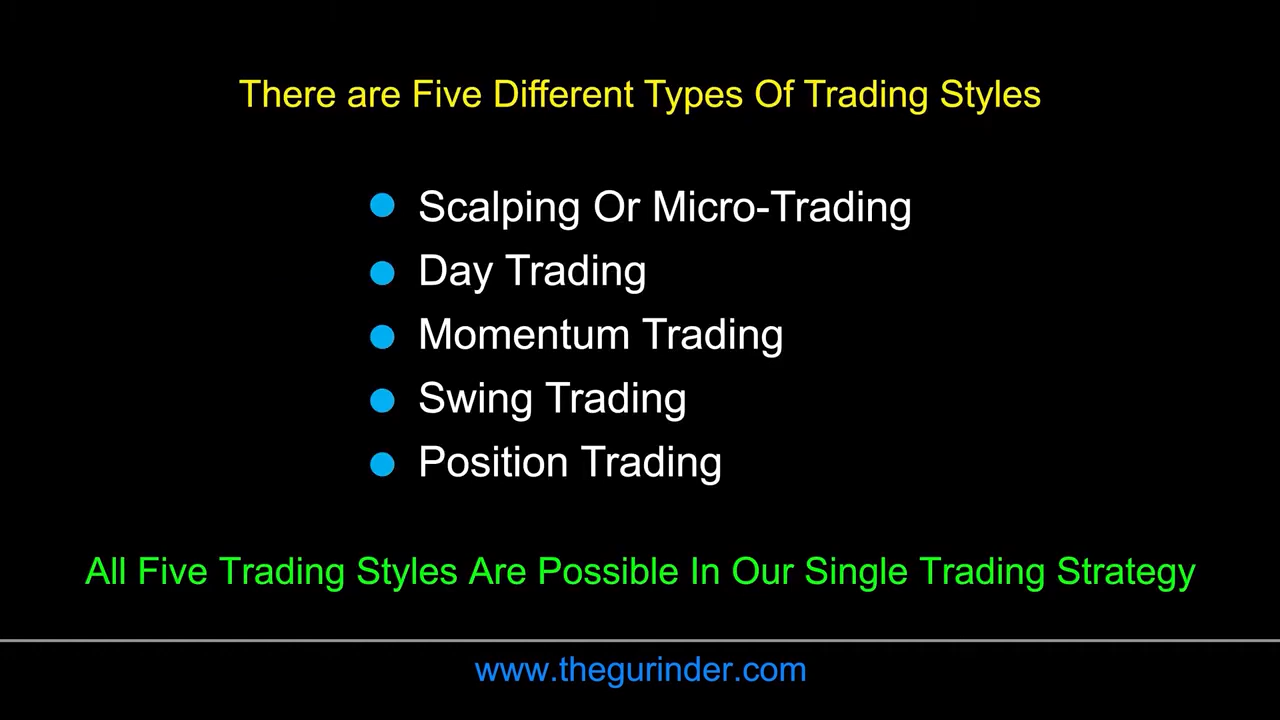 There are Five Different Types Of Trading Styles
Scalping Or Micro-Trading
Day Trading
Momentum Trading
Swing Trading
Position Trading
All Five Trading Styles Are Possible In Our Single Trading Strategy
www.thegurinder.com